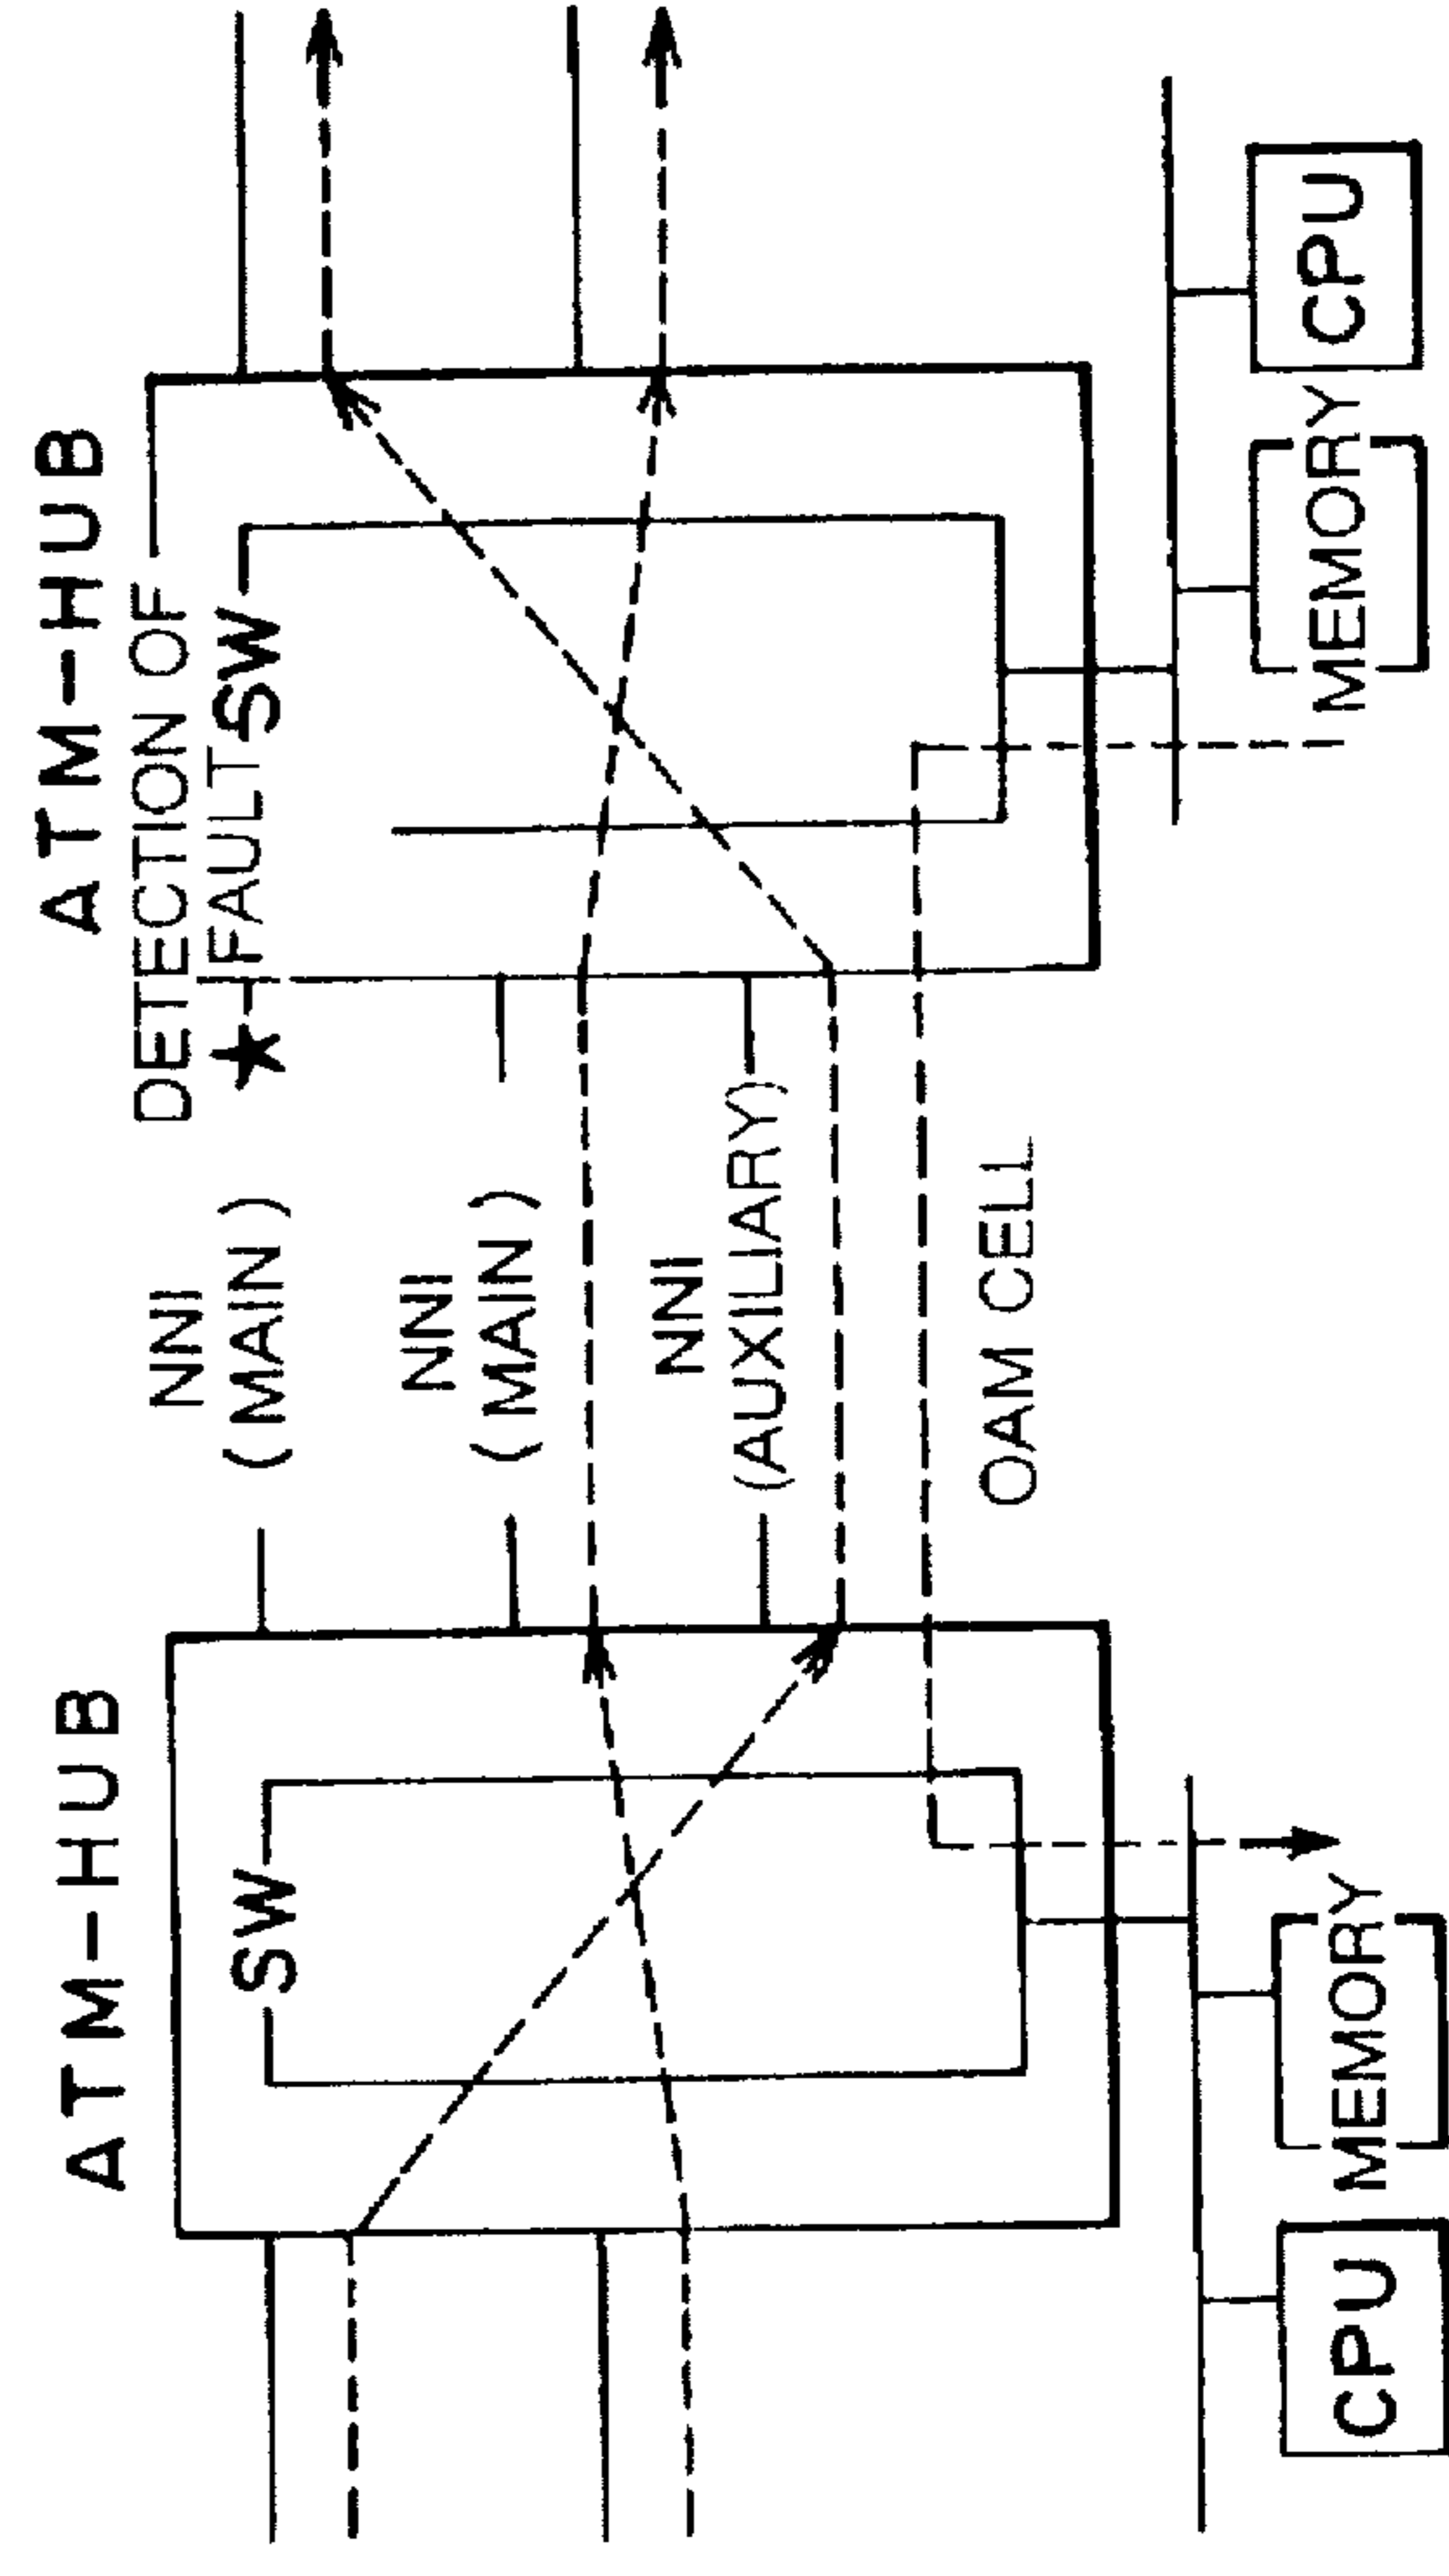 ATM-HUB
SW
NNI
(MAIN)
NNI
(MAIN)
NNI
(AUXILIARY)
OAM CELL
CPU
MEMORY
ATM-HUB
DETECTION OF
★ FAULT
SW
MEMORY
CPU